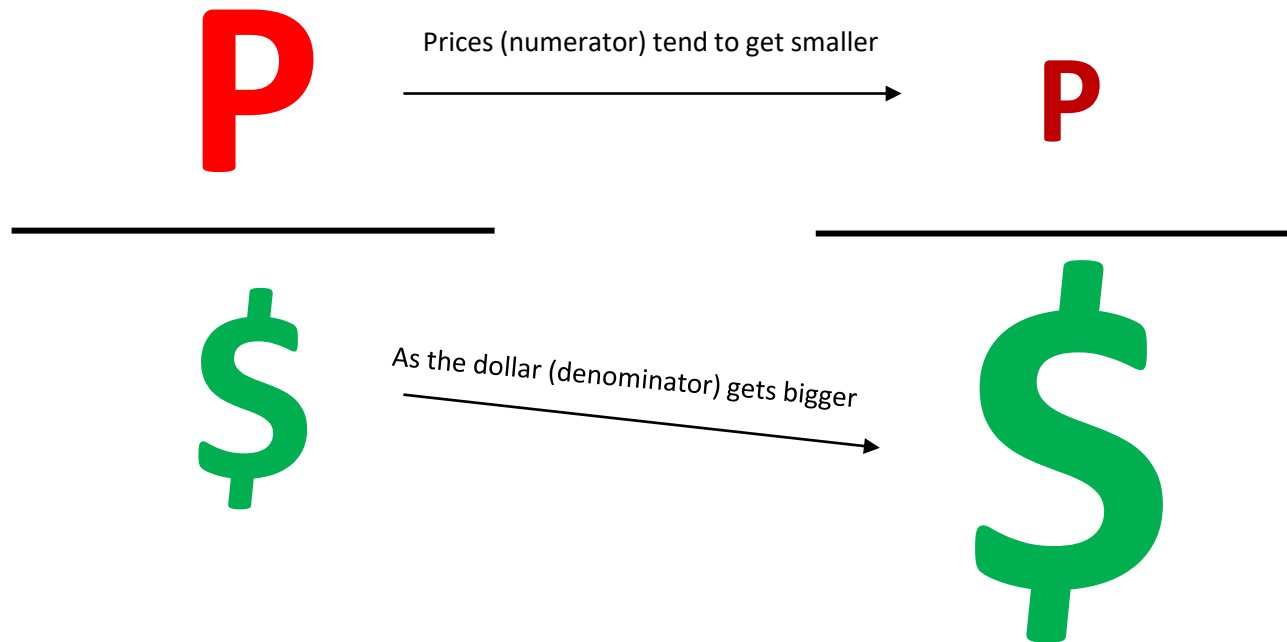 P
Prices (numerator) tend to get smaller
P
$
As the dollar (denominator) gets bigger
$